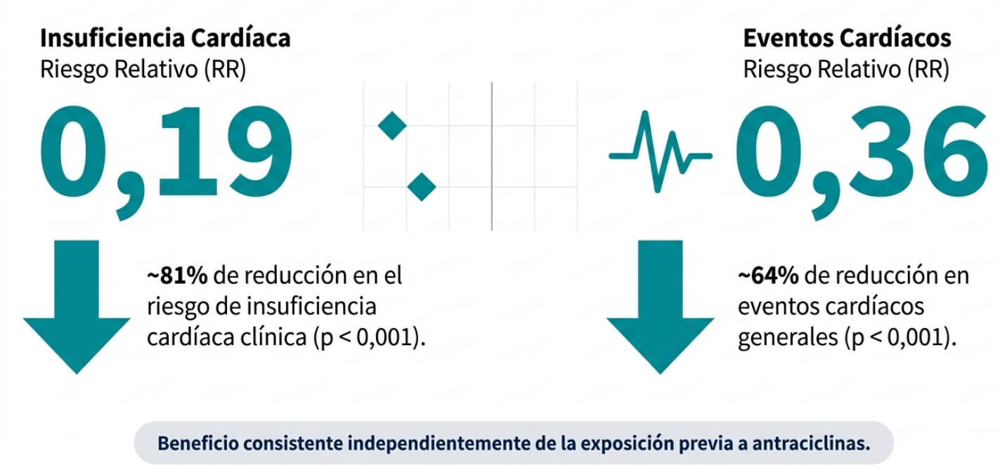 Insuficiencia Cardíaca
Riesgo Relativo (RR)
0,19
~81% de reducción en el
riesgo de insuficiencia
cardíaca clínica (p < 0,001).
Eventos Cardíacos
Riesgo Relativo (RR)
0,36
~64% de reducción en
eventos cardíacos
generales (p < 0,001).
Beneficio consistente independientemente de la exposición previa a antraciclinas.